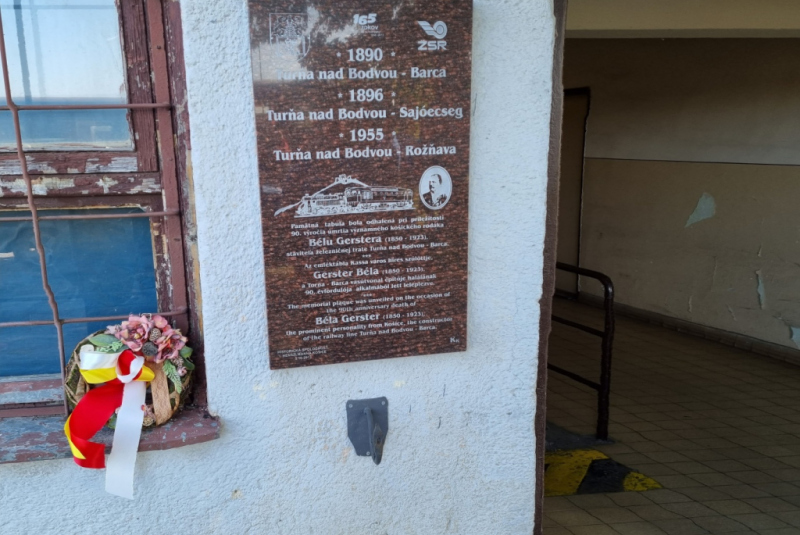 165
ŽSR
* 1890 *
Turňa nad Bodvou - Barca
* 1896 *
Turňa nad Bodvou - Sajóecseg
* 1955 *
Turňa nad Bodvou - Rožňava
Pamätná tabuľa bola odhalená pri príležitosti
90. výročia úmrtia významného košického rodáka
Bélu Gerstera (1850 - 1923),
staviteľa železničnej trate Turňa nad Bodvou - Barca.
***
Az emléktábla Kassa város híres szülöttje,
Gerster Béla (1850 - 1923),
a Torna - Barca vasútvonal építője halálának
90. évfordulója alkalmából lett leleplezve.
***
The memorial plaque was unveiled on the occasion of
the 90th anniversary death of
Béla Gerster (1850 - 1923),
the prominent personality from Košice, the constructor
of the railway line Turňa nad Bodvou - Barca.